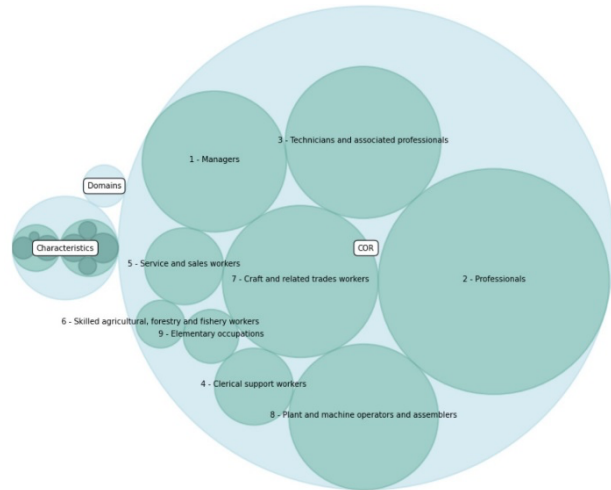 3 - Technicians and associated professionals
1 - Managers
Domains
Characteristics
COR
5 - Service and sales workers
7 - Craft and related trades workers
2 - Professionals
6 - Skilled agricultural, forestry and fishery workers
9 - Elementary occupations
4 - Clerical support workers
8 - Plant and machine operators and assemblers